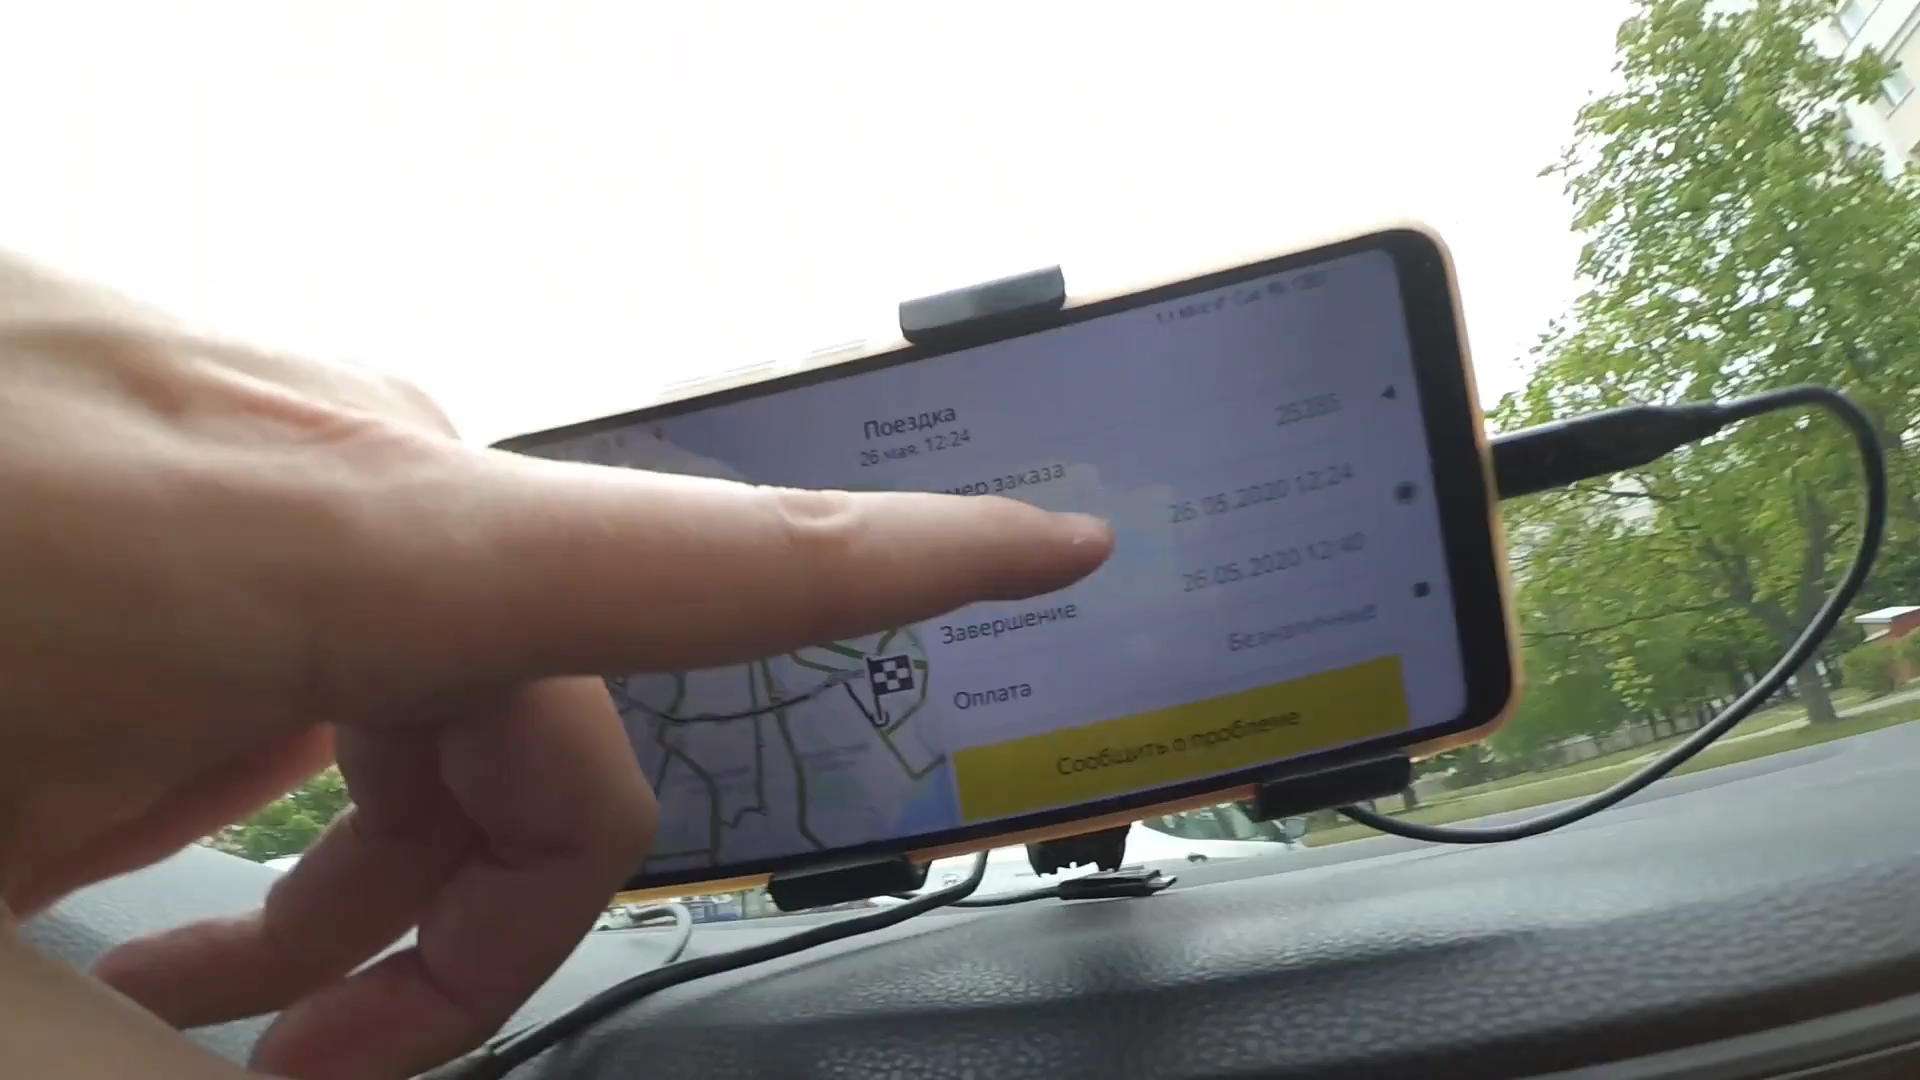 Поездка
26 мая, 12:24
мер заказа
25385
26.05.2020 12:24
Завершение
26.05.2020 12:40
Оплата
Безналичные
Сообщить о проблеме